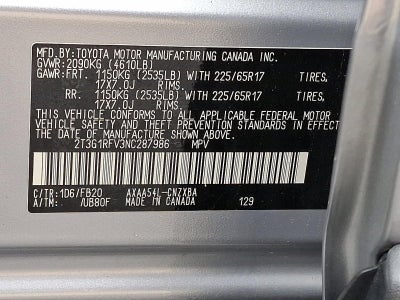 MFD.BY:TOYOTA MOTOR MANUFACTURING CANADA INC.
GVWR:2090KG (4610LB)
GAWR:FRT. 1150KG (2535LB) WITH 225/65R17 TIRES,
17X7.0J RIMS.
RR. 1150KG (2535LB) WITH 225/65R17 TIRES,
17X7.0J RIMS.
THIS VEHICLE CONFORMS TO ALL APPLICABLE FEDERAL MOTOR
VEHICLE SAFETY AND THEFT PREVENTION STANDARDS IN EFFECT
ON THE DATE OF MANUFACTURE SHOWN ABOVE.
2T3G1RFV3NC287986 MPV
C/TR:1D6/FB20 AXAA54L-CNZXBA
A/TM: /UB80F MADE IN CANADA 129